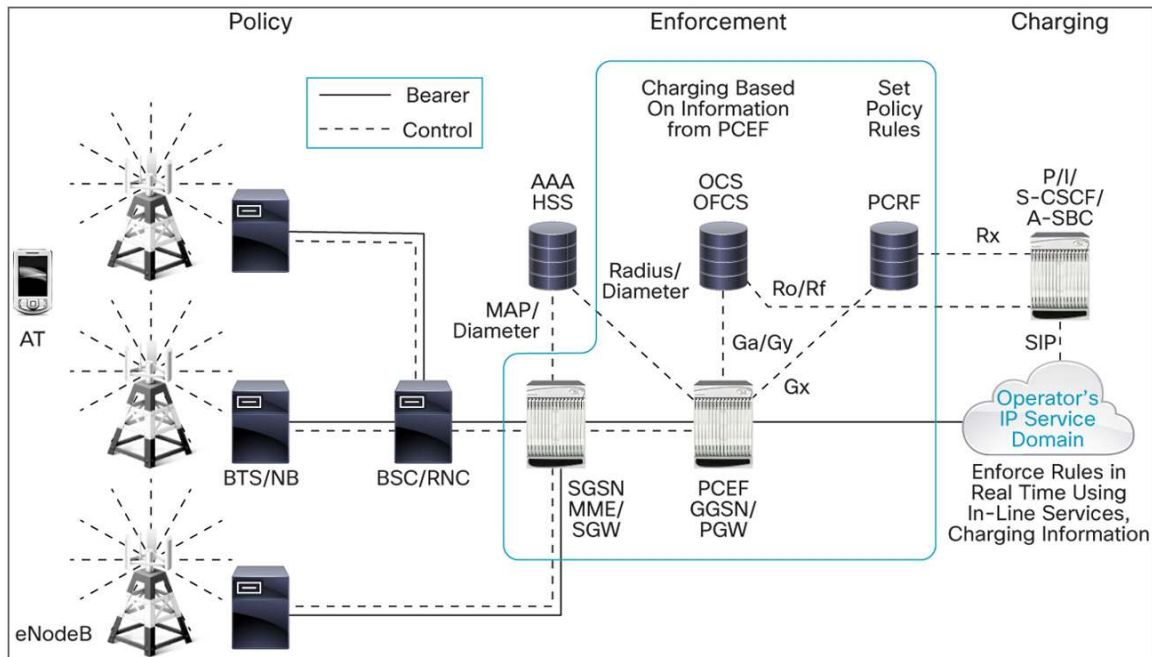 Policy
Enforcement
Charging
Bearer
Control
Charging Based
On Information
from PCEF
Set
Policy
Rules
AAA
HSS
OCS
OFCS
PCRF
P/I/
S-CSCF/
A-SBC
Rx
Radius/
Diameter
Ro/Rf
MAP/
Diameter
AT
Ga/Gy
SIP
Gx
Operator's
IP Service
Domain
BTS/NB
BSC/RNC
SGSN
MME/
SGW
PCEF
GGSN/
PGW
Enforce Rules in
Real Time Using
In-Line Services,
Charging Information
eNodeB